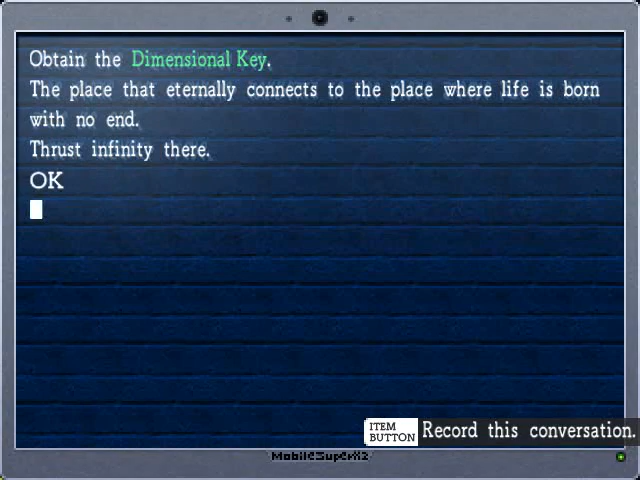 Obtain the Dimensional Key.
The place that eternally connects to the place where life is born
with no end.
Thrust infinity there.
OK
ITEM
BUTTON
Record this conversation.
MobileSuperX2